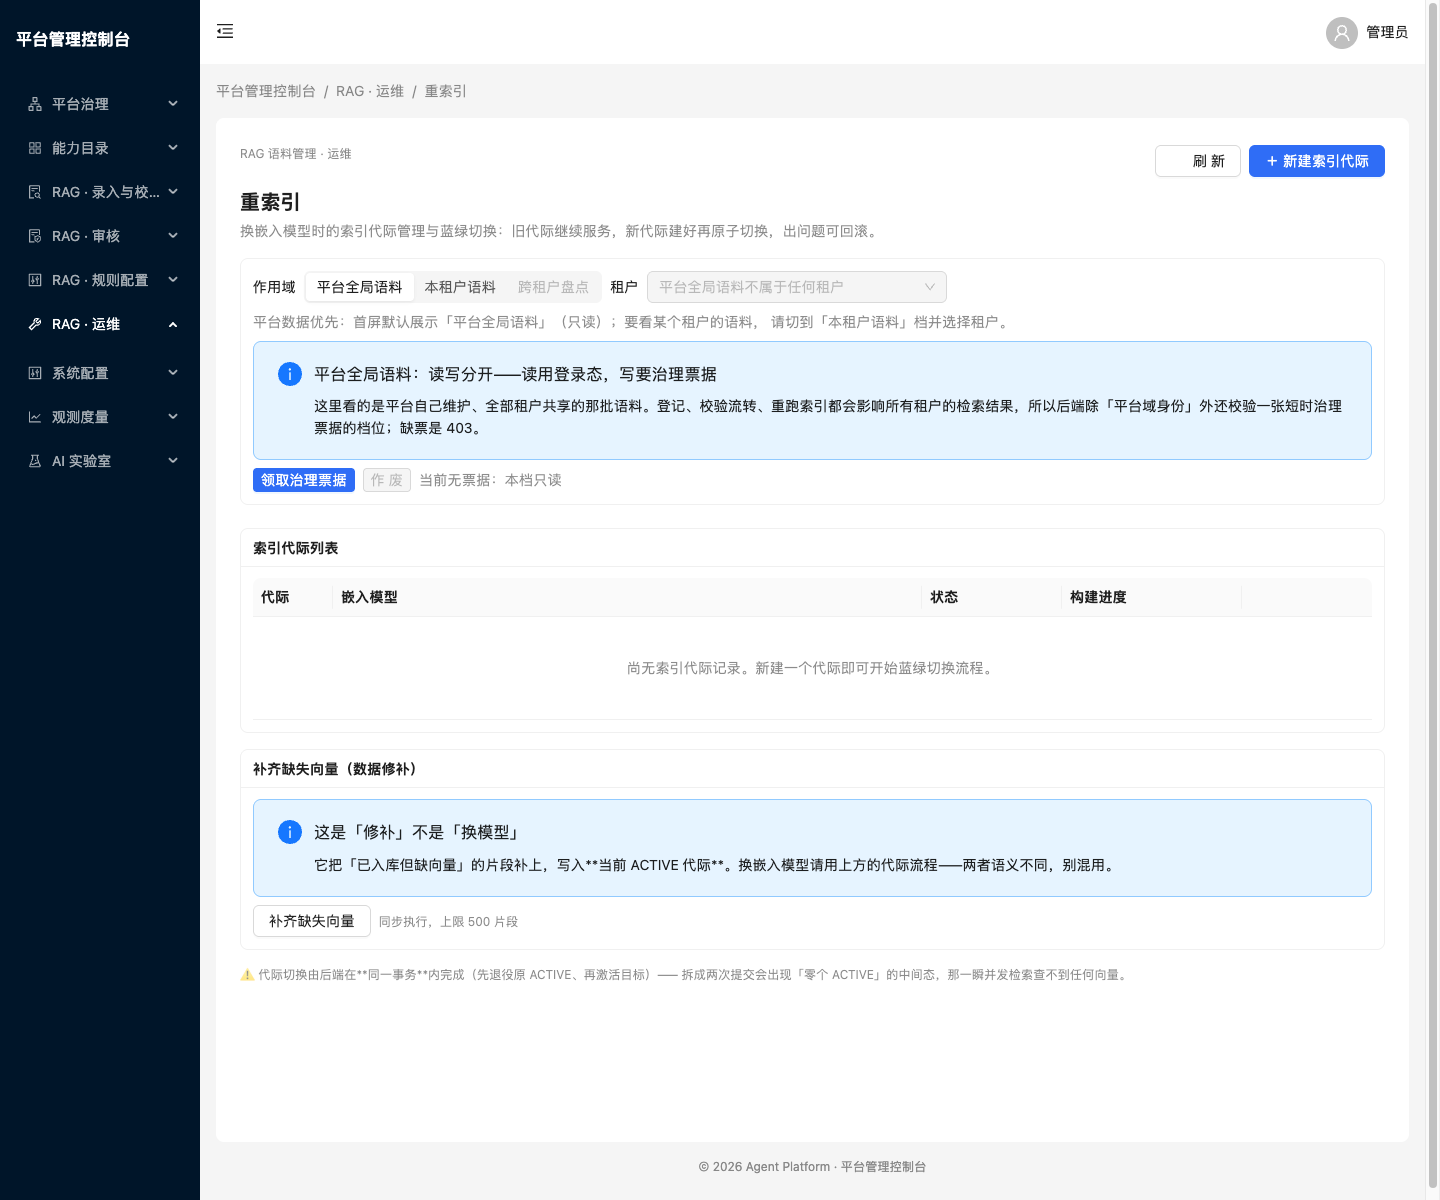 平台管理控制台
管理员
平台治理
能力目录
RAG · 录入与校...
RAG · 审核
RAG · 规则配置
RAG · 运维
系统配置
观测度量
AI 实验室
平台管理控制台 / RAG · 运维 / 重索引
RAG 语料管理 · 运维
刷 新
+ 新建索引代际
重索引
换嵌入模型时的索引代际管理与蓝绿切换：旧代际继续服务，新代际建好再原子切换，出问题可回滚。
作用域 平台全局语料 本租户语料 跨租户盘点 租户 平台全局语料不属于任何租户
平台数据优先：首屏默认展示「平台全局语料」（只读）；要看某个租户的语料， 请切到「本租户语料」档并选择租户。
平台全局语料：读写分开——读用登录态，写要治理票据
这里看的是平台自己维护、全部租户共享的那批语料。登记、校验流转、重跑索引都会影响所有租户的检索结果，所以后端除「平台域身份」外还校验一张短时治理
票据的档位；缺票是 403。
领取治理票据 作 废 当前无票据：本档只读
索引代际列表
代际 嵌入模型 状态 构建进度
尚无索引代际记录。新建一个代际即可开始蓝绿切换流程。
补齐缺失向量（数据修补）
这是「修补」不是「换模型」
它把「已入库但缺向量」的片段补上，写入**当前 ACTIVE 代际**。换嵌入模型请用上方的代际流程——两者语义不同，别混用。
补齐缺失向量 同步执行，上限 500 片段
⚠️ 代际切换由后端在**同一事务**内完成（先退役原 ACTIVE、再激活目标）—— 拆成两次提交会出现「零个 ACTIVE」的中间态，那一瞬并发检索查不到任何向量。
© 2026 Agent Platform · 平台管理控制台